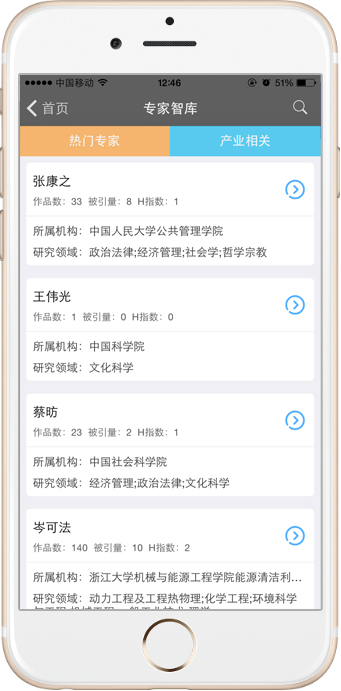 中国移动 12:46 51%
首页 专家智库
热门专家 产业相关
张康之
作品数：33 被引量：8 H指数：1
所属机构：中国人民大学公共管理学院
研究领域：政治法律;经济管理;社会学;哲学宗教
王伟光
作品数：1 被引量：0 H指数：0
所属机构：中国科学院
研究领域：文化科学
蔡昉
作品数：23 被引量：2 H指数：1
所属机构：中国社会科学院
研究领域：经济管理;政治法律;文化科学
岑可法
作品数：140 被引量：10 H指数：2
所属机构：浙江大学机械与能源工程学院能源清洁利...
研究领域：动力工程及工程热物理;化学工程;环境科学